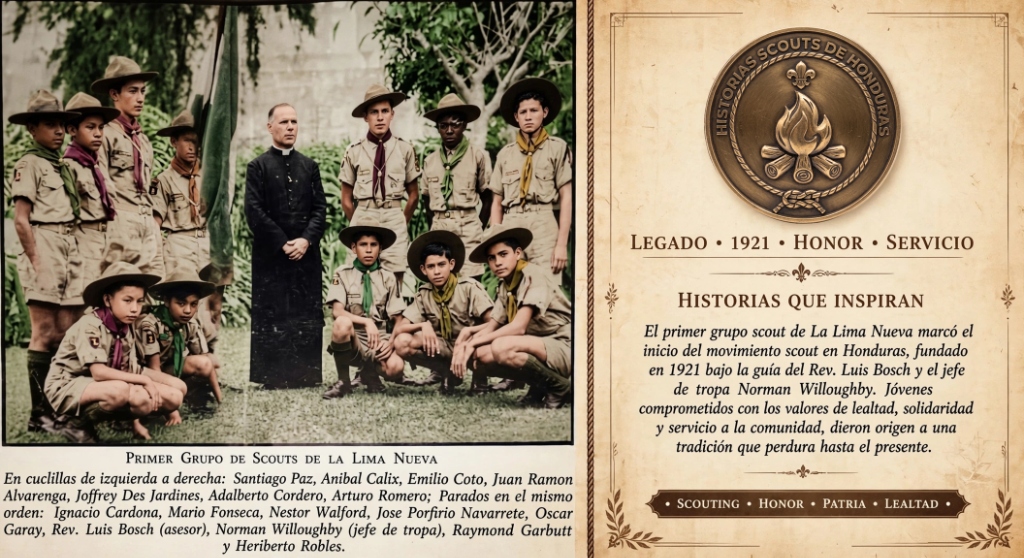 PRIMER GRUPO DE SCOUTS DE LA LIMA NUEVA
En cuclillas de izquierda a derecha: Santiago Paz, Anibal Calix, Emilio Coto, Juan Ramon
Alvarenga, Joffrey Des Jardines, Adalberto Cordero, Arturo Romero; Parados en el mismo
orden: Ignacio Cardona, Mario Fonseca, Nestor Walford, Jose Porfirio Navarrete, Oscar
Garay, Rev. Luis Bosch (asesor), Norman Willoughby (jefe de tropa), Raymond Garbutt
y Heriberto Robles.
HISTORIAS SCOUTS DE HONDURAS
LEGADO • 1921 • HONOR • SERVICIO
HISTORIAS QUE INSPIRAN
El primer grupo scout de La Lima Nueva marcó el
inicio del movimiento scout en Honduras, fundado
en 1921 bajo la guía del Rev. Luis Bosch y el jefe
de tropa Norman Willoughby. Jóvenes
comprometidos con los valores de lealtad, solidaridad
y servicio a la comunidad, dieron origen a una
tradición que perdura hasta el presente.
• SCOUTING • HONOR • PATRIA • LEALTAD •